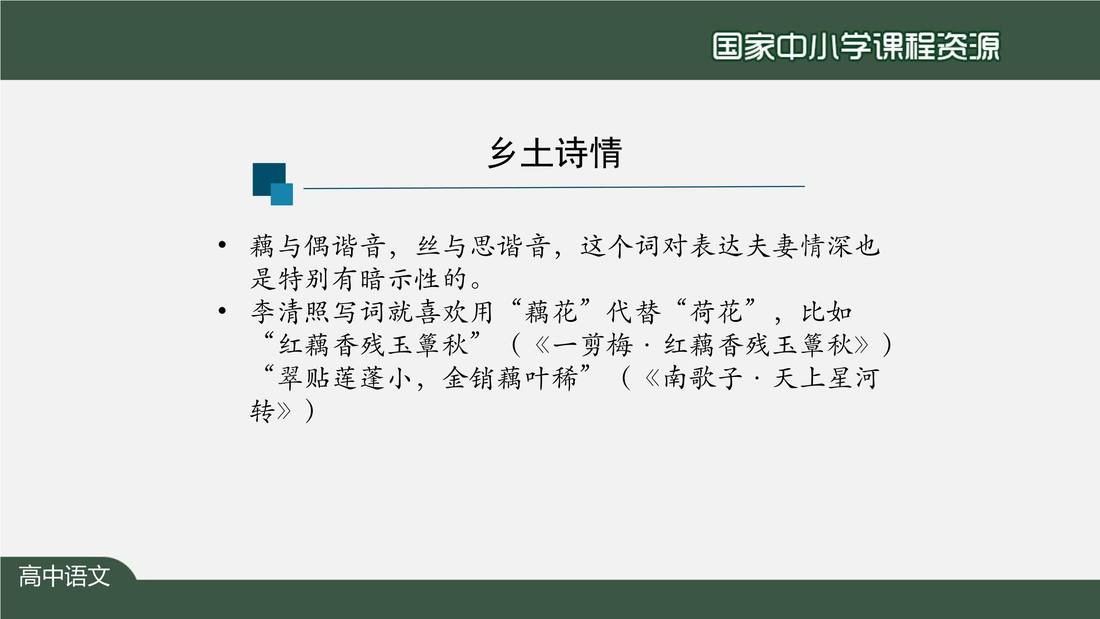 国家中小学课程资源
乡土诗情
• 藕与偶谐音，丝与思谐音，这个词对表达夫妻情深也
是特别有暗示性的。
• 李清照写词就喜欢用“藕花”代替“荷花”，比如
“红藕香残玉簟秋”（《一剪梅·红藕香残玉簟秋》）
“翠贴莲蓬小，金销藕叶稀”（《南歌子·天上星河
转》）
高中语文